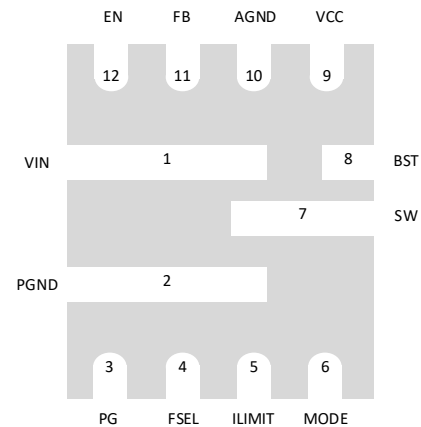 EN FB AGND VCC
12 11 10 9
VIN 1 8 BST
7 SW
PGND 2
3 4 5 6
PG FSEL ILIMIT MODE